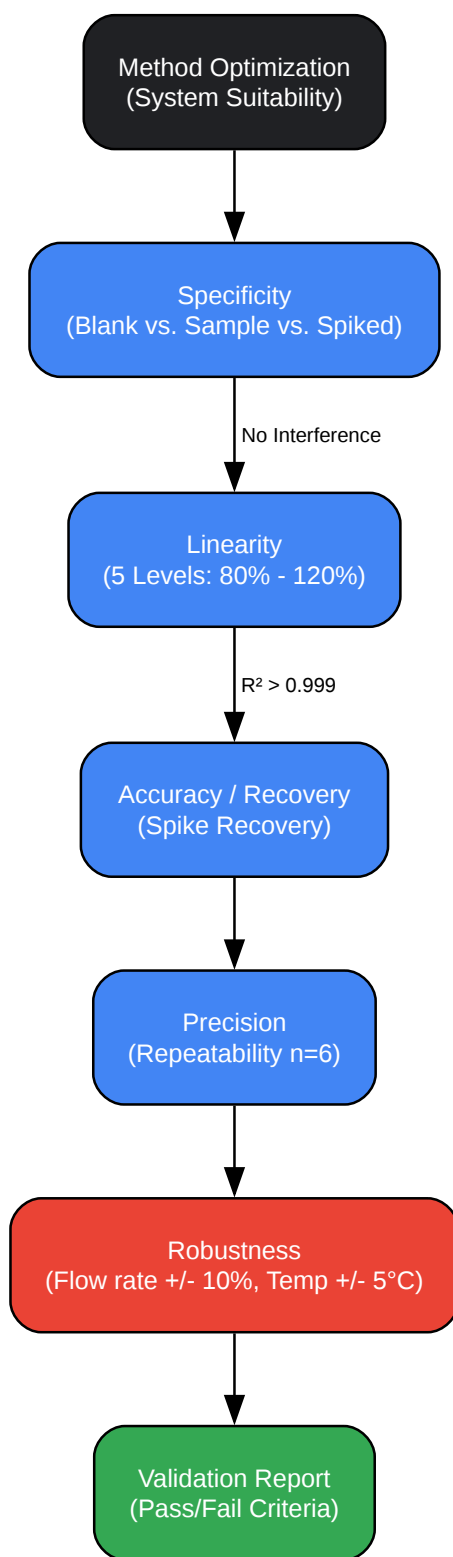 Method Optimization
(System Suitability)
Specificity
(Blank vs. Sample vs. Spiked)
No Interference
Linearity
(5 Levels: 80% - 120%)
R² > 0.999
Accuracy / Recovery
(Spike Recovery)
Precision
(Repeatability n=6)
Robustness
(Flow rate +/- 10%, Temp +/- 5°C)
Validation Report
(Pass/Fail Criteria)